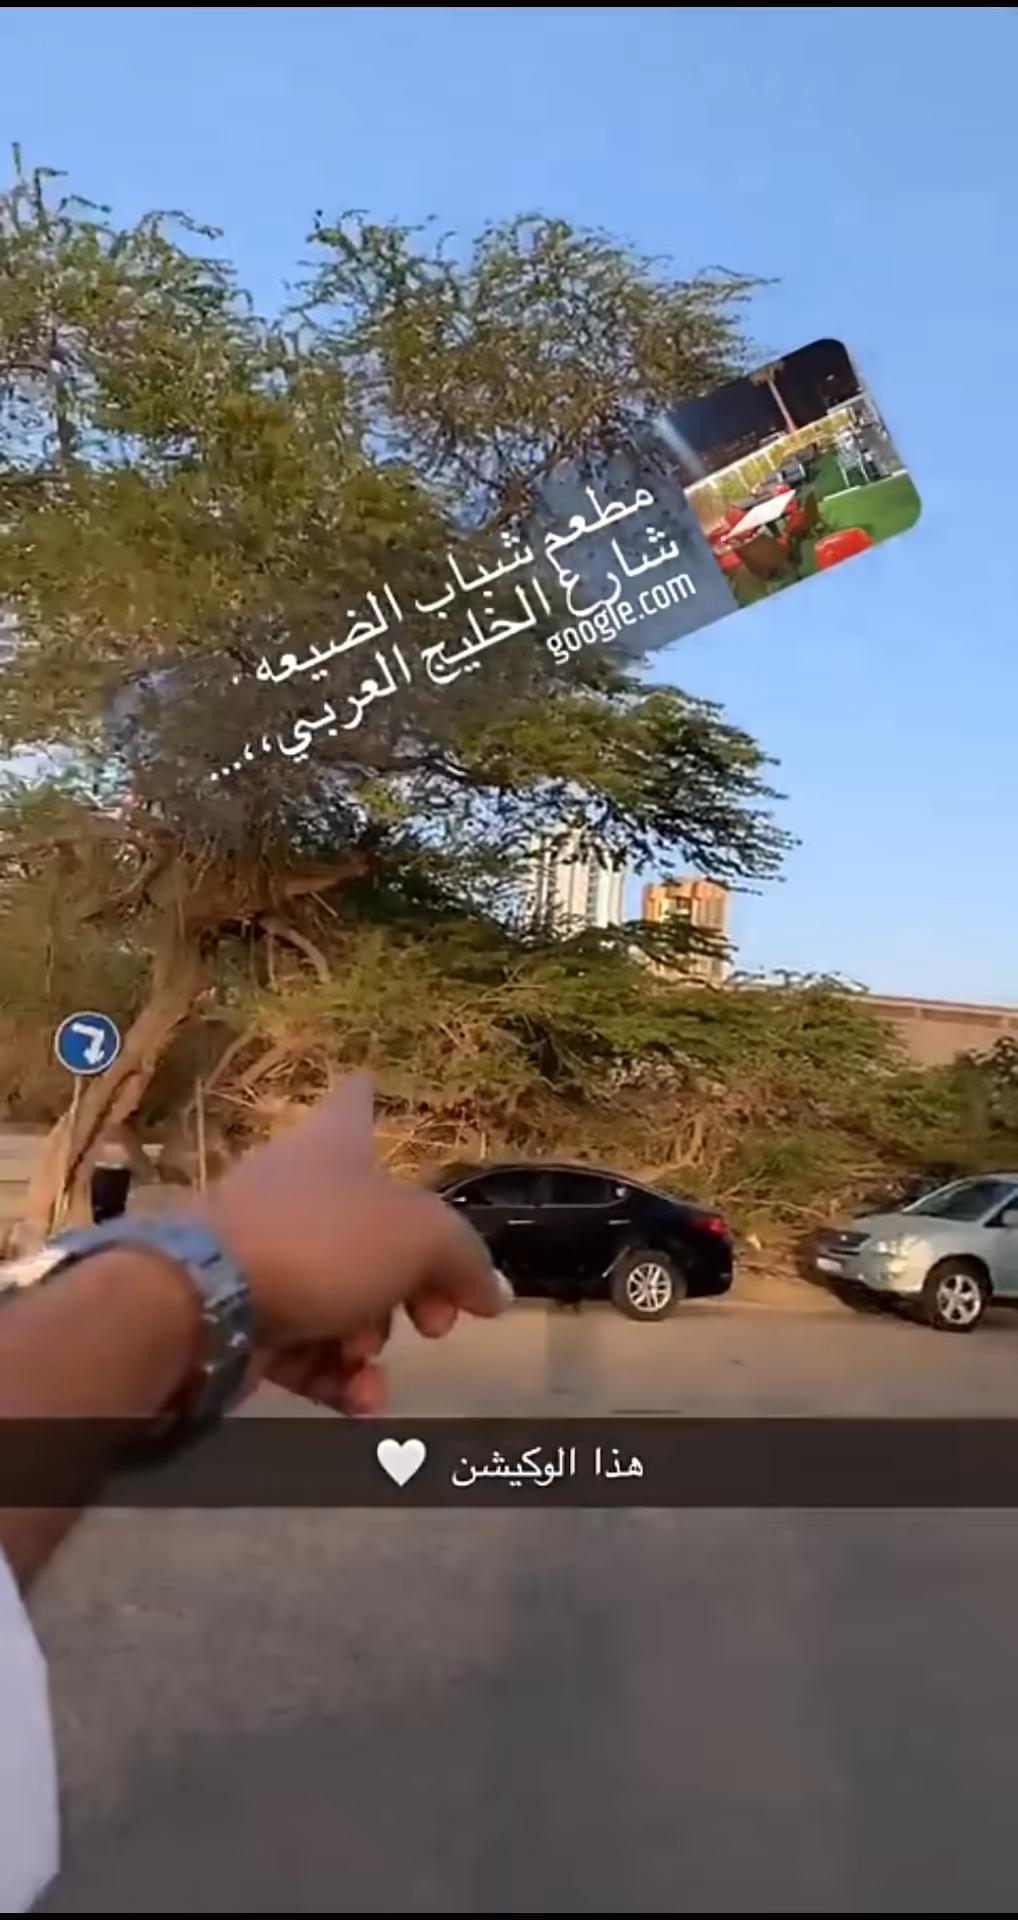 مطعم شباب الضيعه .
شارع الخليج العربي،،...
google.com
هذا الوكيشن 🤍